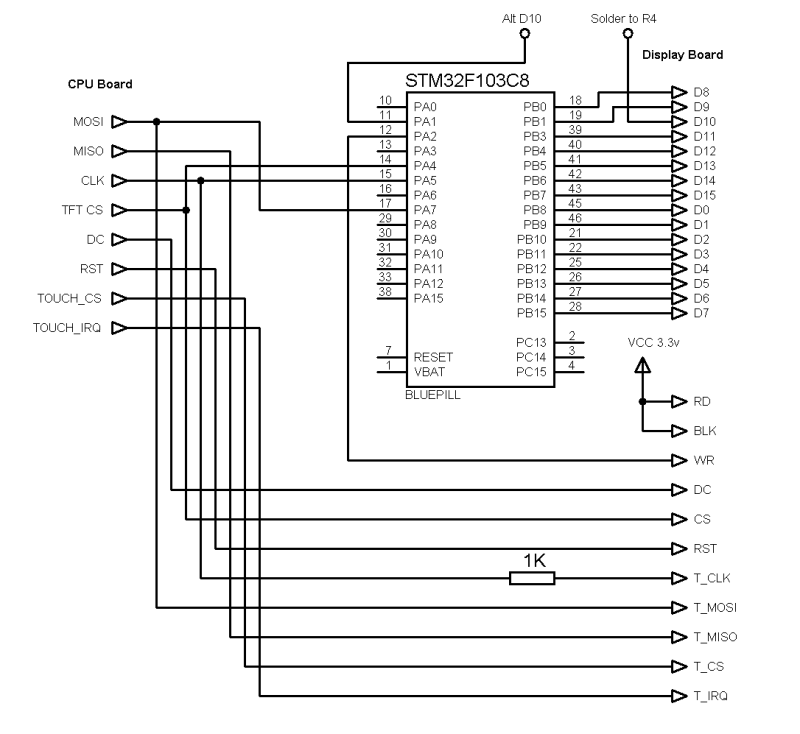 Alt D10
Solder to R4
Display Board
CPU Board
STM32F103C8
MOSI
MISO
CLK
TFT CS
DC
RST
TOUCH_CS
TOUCH_IRQ
10 PA0
11 PA1
12 PA2
13 PA3
14 PA4
15 PA5
16 PA6
17 PA7
29 PA8
30 PA9
31 PA10
32 PA11
33 PA12
38 PA15
7 RESET
1 VBAT
PB0 18 D8
PB1 19 D9
D10
PB3 39 D11
PB4 40 D12
PB5 41 D13
PB6 42 D14
PB7 43 D15
PB8 45 D0
PB9 46 D1
PB10 21 D2
PB11 22 D3
PB12 25 D4
PB13 26 D5
PB14 27 D6
PB15 28 D7
PC13 2
PC14 3
PC15 4
BLUEPILL
VCC 3.3v
RD
BLK
WR
DC
CS
RST
1K
T_CLK
T_MOSI
T_MISO
T_CS
T_IRQ